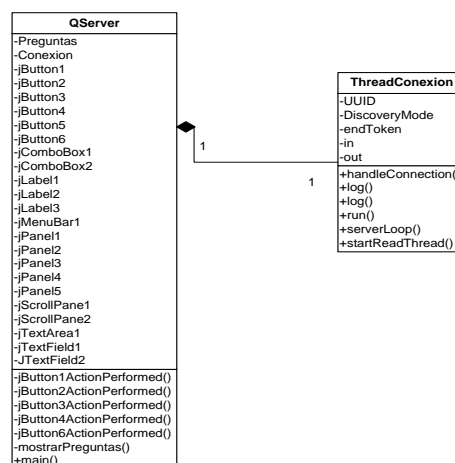 QServer
-Preguntas
-Conexion
-jButton1
-jButton2
-jButton3
-jButton4
-jButton5
-jButton6
-jComboBox1
-jComboBox2
-jLabel1
-jLabel2
-jLabel3
-jMenuBar1
-jPanel1
-jPanel2
-jPanel3
-jPanel4
-jPanel5
-jScrollPane1
-jScrollPane2
-jTextArea1
-jTextField1
-JTextField2
-jButton1ActionPerformed()
-jButton2ActionPerformed()
-jButton3ActionPerformed()
-jButton4ActionPerformed()
-jButton6ActionPerformed()
-mostrarPreguntas()
+main()
1
1
ThreadConexion
-UUID
-DiscoveryMode
-endToken
-in
-out
+handleConnection(
+log()
+log()
+run()
+serverLoop()
+startReadThread()